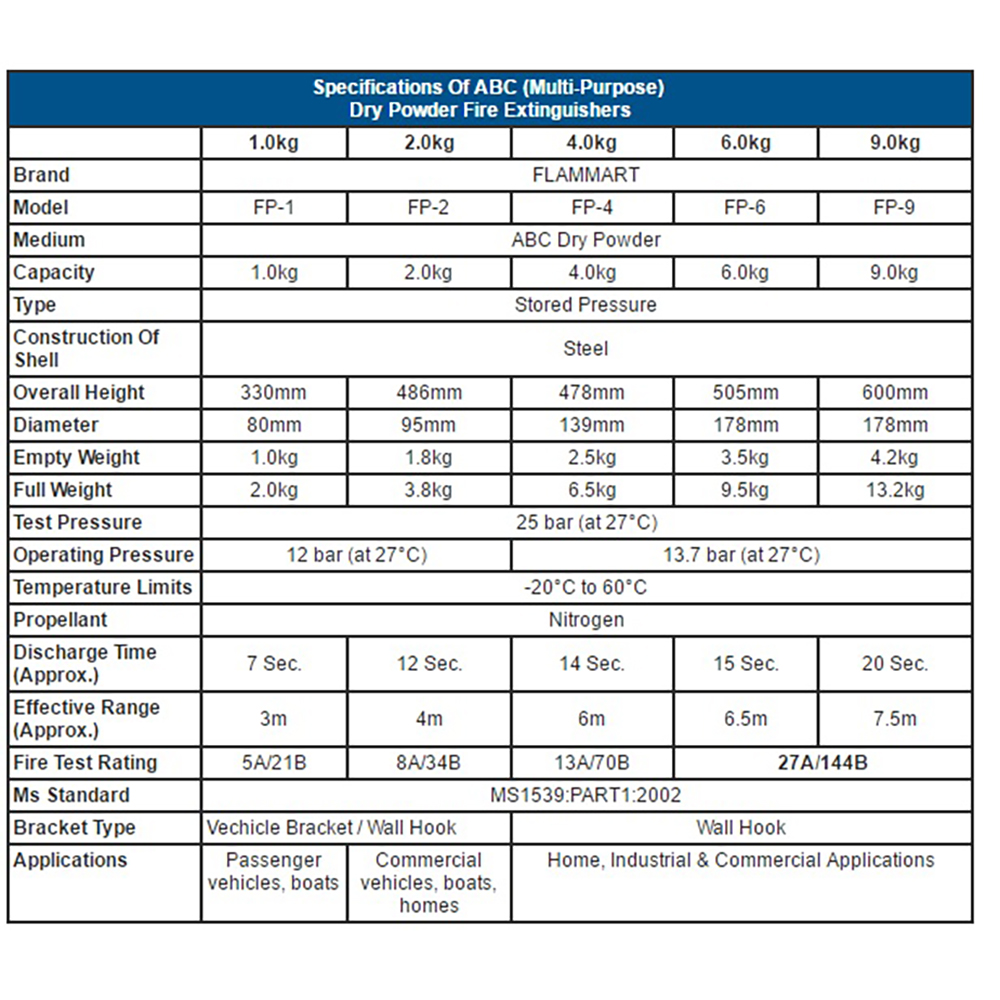 Specifications Of ABC (Multi-Purpose)
Dry Powder Fire Extinguishers
1.0kg 2.0kg 4.0kg 6.0kg 9.0kg
Brand FLAMMART
Model FP-1 FP-2 FP-4 FP-6 FP-9
Medium ABC Dry Powder
Capacity 1.0kg 2.0kg 4.0kg 6.0kg 9.0kg
Type Stored Pressure
Construction Of
Shell
Steel
Overall Height 330mm 486mm 478mm 505mm 600mm
Diameter 80mm 95mm 139mm 178mm 178mm
Empty Weight 1.0kg 1.8kg 2.5kg 3.5kg 4.2kg
Full Weight 2.0kg 3.8kg 6.5kg 9.5kg 13.2kg
Test Pressure 25 bar (at 27°C)
Operating Pressure 12 bar (at 27°C) 13.7 bar (at 27°C)
Temperature Limits -20°C to 60°C
Propellant Nitrogen
Discharge Time
(Approx.)
7 Sec. 12 Sec. 14 Sec. 15 Sec. 20 Sec.
Effective Range
(Approx.)
3m 4m 6m 6.5m 7.5m
Fire Test Rating 5A/21B 8A/34B 13A/70B 27A/144B
Ms Standard MS1539:PART1:2002
Bracket Type Vechicle Bracket / Wall Hook Wall Hook
Applications
Passenger
vehicles, boats
Commercial
vehicles, boats,
homes
Home, Industrial & Commercial Applications